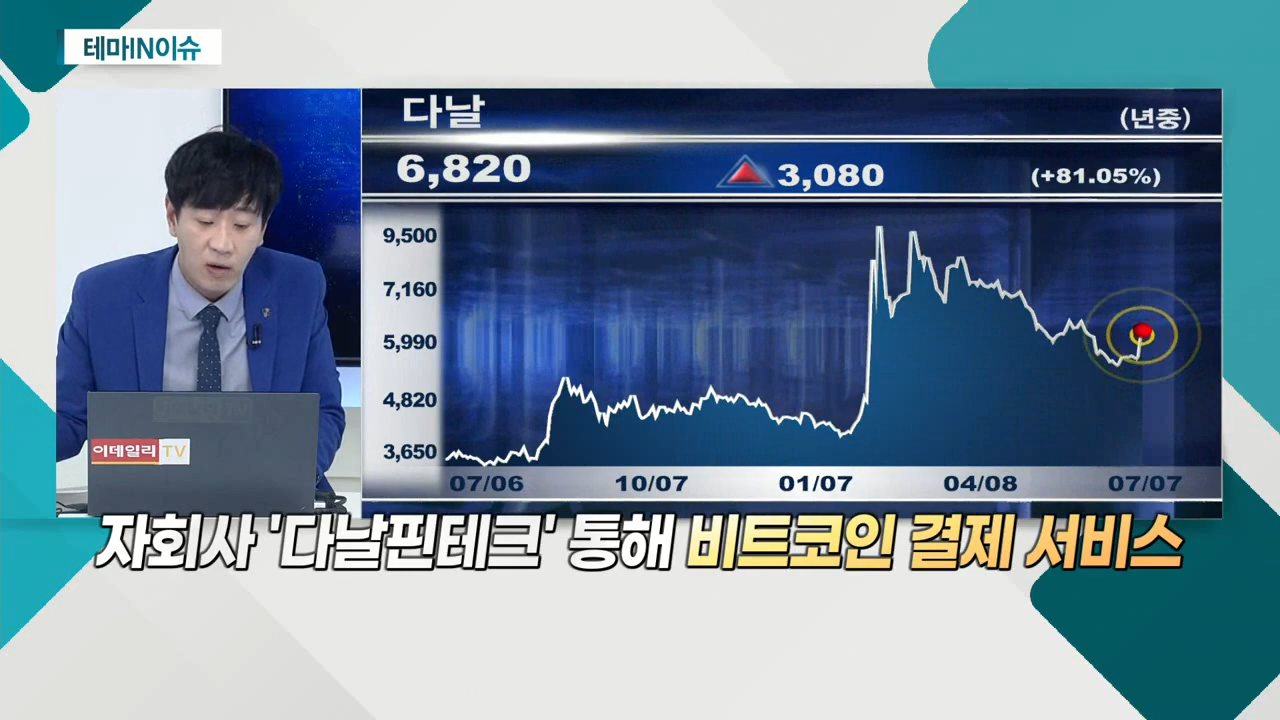 테마IN이슈
다날
(년중)
6,820
3,080
(+81.05%)
9,500
7,160
5,990
4,820
3,650
07/06
10/07
01/07
04/08
07/07
이데일리TV
자회사 '다날핀테크' 통해 비트코인 결제 서비스